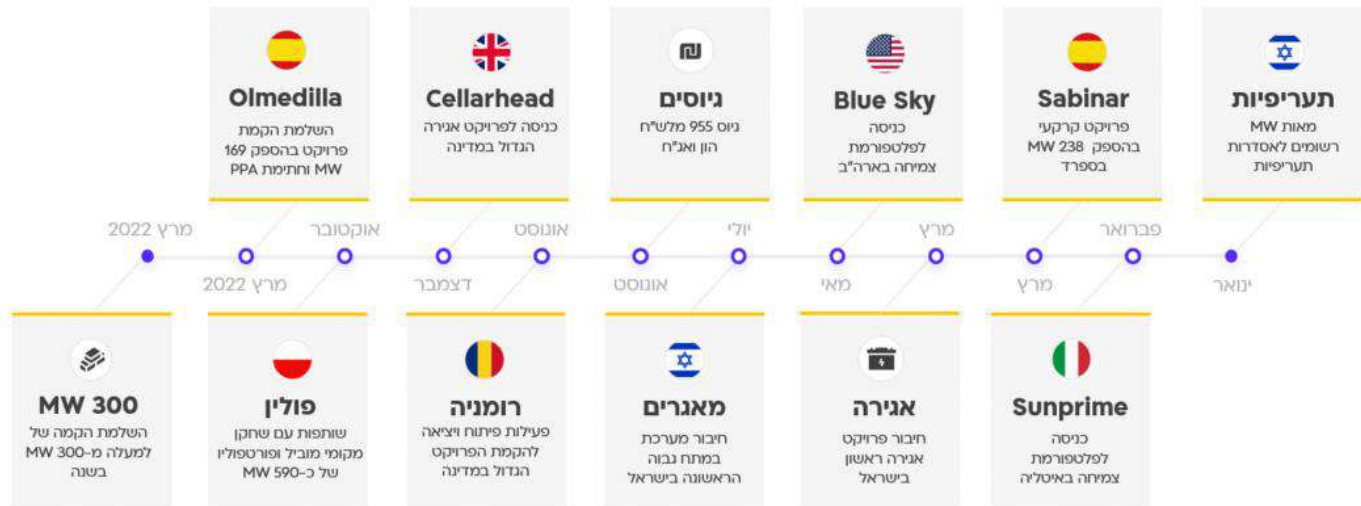 תעריפיות
מאות MW
רשומים לאסדרות
תעריפיות
Sabinar
פרויקט קרקעי
בהספק 238 MW
בספרד
Blue Sky
כניסה
לפלטפורמת
צמיחה בארה"ב
גיוסים
גיוס 955 מלש"ח
הון ואג"ח
Cellarhead
כניסה לפרויקט אגירה
הגדול במדינה
Olmedilla
השלמת הקמת
פרויקט בהספק 169
MW וחתימת PPA
ינואר
פברואר
מרץ
מרץ
מאי
יולי
אוגוסט
אוגוסט
דצמבר
אוקטובר
מרץ 2022
מרץ 2022
Sunprime
כניסה
לפלטפורמת
צמיחה באיטליה
אגירה
חיבור פרויקט
אגירה ראשון
בישראל
מאגרים
חיבור מערכת
במתח גבוה
הראשונה בישראל
רומניה
פעילות פיתוח ויציאה
להקמת הפרויקט
הגדול במדינה
פולין
שותפות עם שחקן
מקומי מוביל ופורטפוליו
של כ-590 MW
300 MW
השלמת הקמה של
למעלה מ-300 MW
בשנה